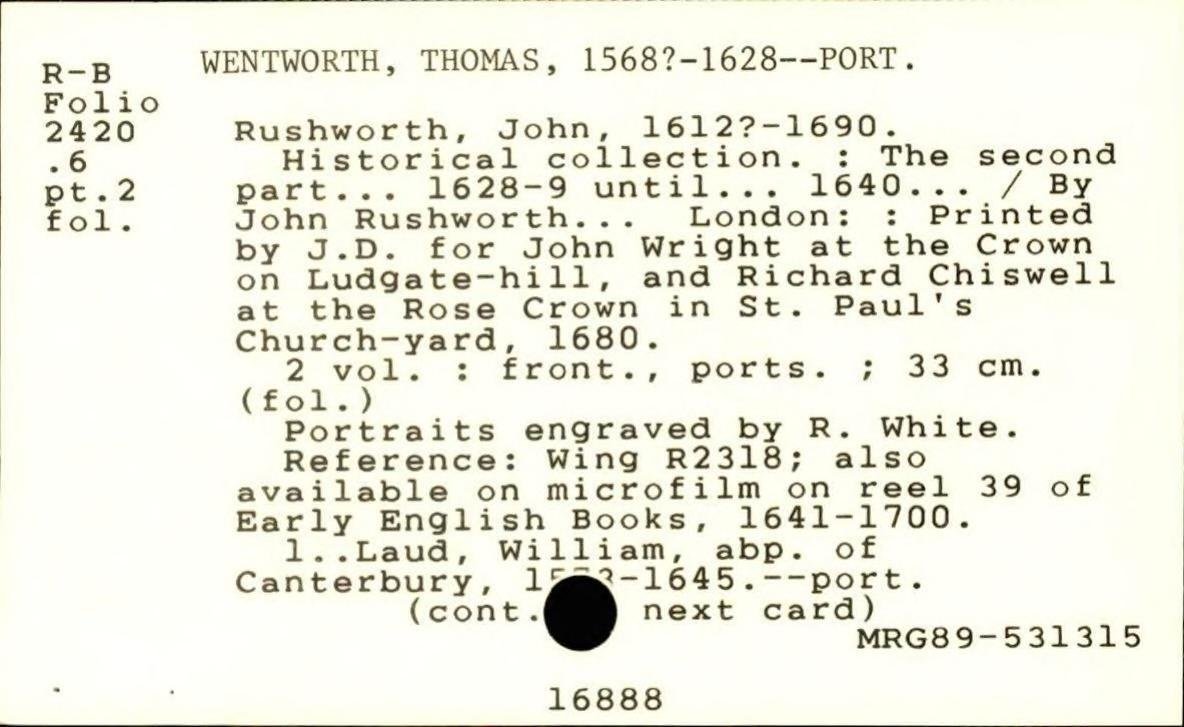 WENTWORTH, THOMAS, 1568?-1628--PORT.
R-B
Folio
2420
.6
pt.2
fol.
Rushworth, John, 1612?-1690.
Historical collection. : The second
part... 1628-9 until... 1640... / By
John Rushworth... London: : Printed
by J.D. for John Wright at the Crown
on Ludgate-hill, and Richard Chiswell
at the Rose Crown in St. Paul's
Church-yard, 1680.
2 vol. : front., ports. ; 33 cm.
(fol.)
Portraits engraved by R. White.
Reference: Wing R2318; also
available on microfilm on reel 39 of
Early English Books, 1641-1700.
1..Laud, William, abp. of
Canterbury, -1645.--port.
(cont. next card)
MRG89-531315
16888